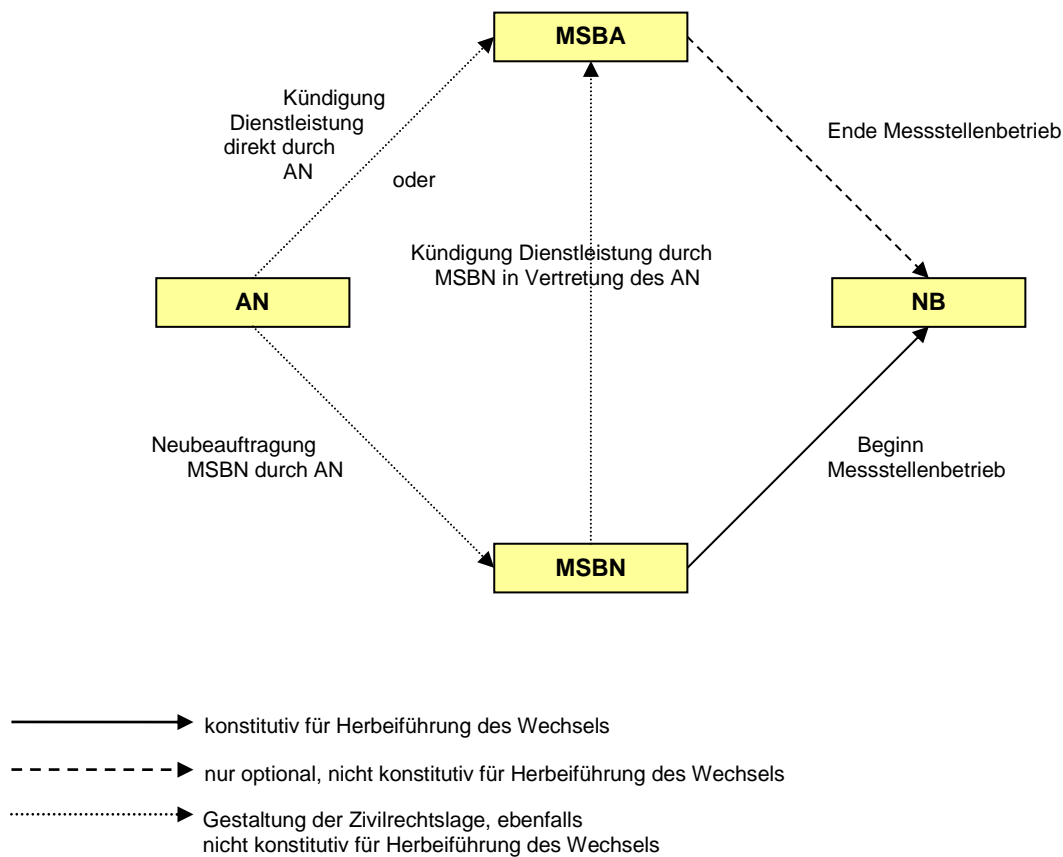 MSBA
Kündigung
Dienstleistung
direkt durch
AN
oder
Ende Messstellenbetrieb
Kündigung Dienstleistung durch
MSBN in Vertretung des AN
AN
NB
Neubeauftragung
MSBN durch AN
Beginn
Messstellenbetrieb
MSBN
konstitutiv für Herbeiführung des Wechsels
nur optional, nicht konstitutiv für Herbeiführung des Wechsels
Gestaltung der Zivilrechtslage, ebenfalls
nicht konstitutiv für Herbeiführung des Wechsels